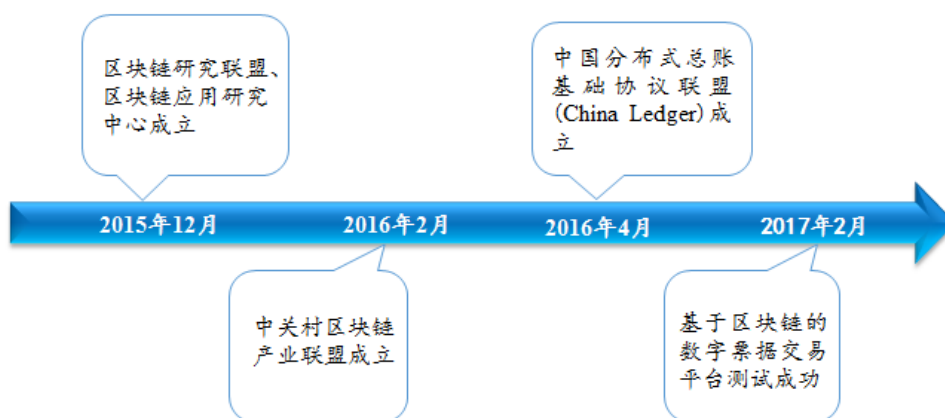 区块链研究联盟、
区块链应用研究
中心成立
中国分布式总账
基础协议联盟
(China Ledger)成
立
2015年12月
2016年2月
2016年4月
2017年2月
中关村区块链
产业联盟成立
基于区块链的
数字票据交易
平台测试成功